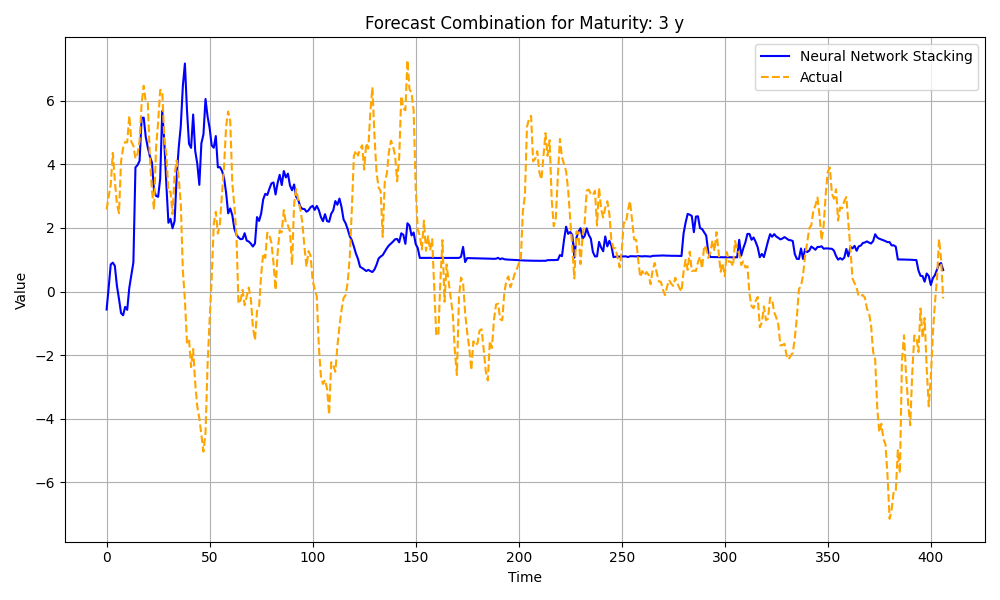 Forecast Combination for Maturity: 3 y
Neural Network Stacking
Actual
Value
6
4
2
0
−2
−4
−6
0 50 100 150 200 250 300 350 400
Time